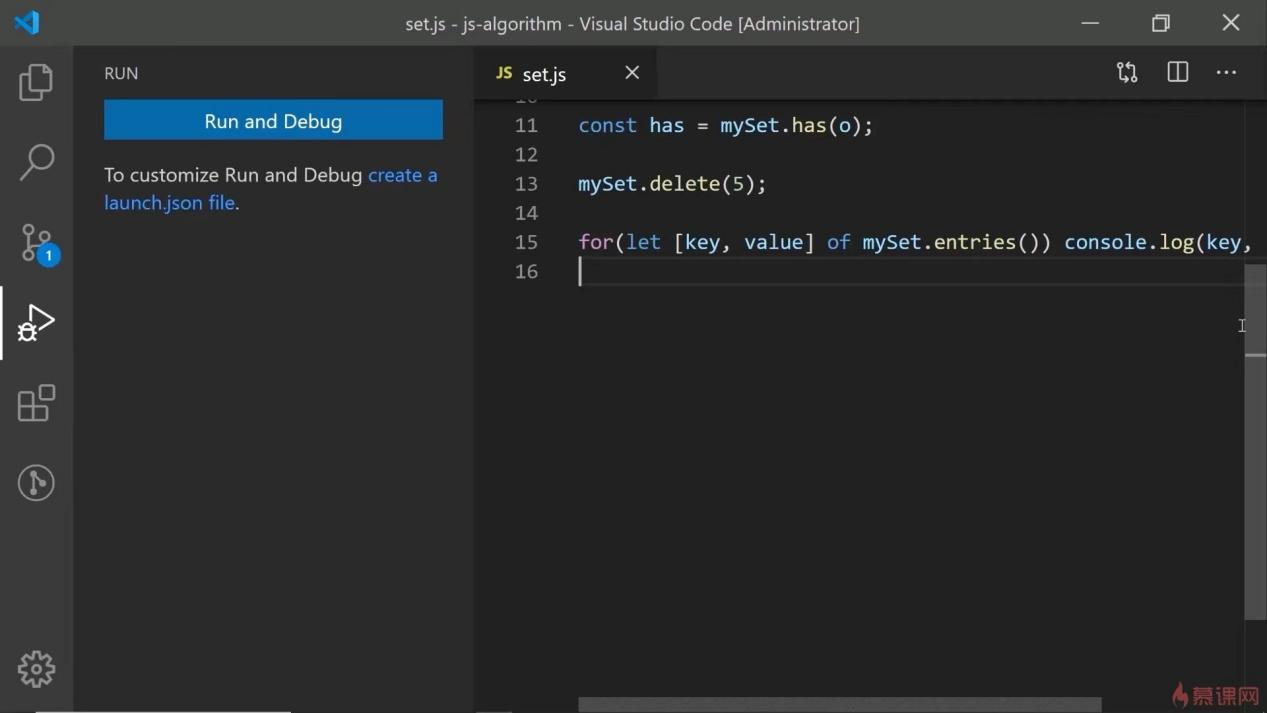 set.js - js-algorithm - Visual Studio Code [Administrator]
RUN
Run and Debug
To customize Run and Debug create a
launch.json file.
1
JS set.js
11 const has = mySet.has(o);
12
13 mySet.delete(5);
14
15 for(let [key, value] of mySet.entries()) console.log(key,
16
慕课网